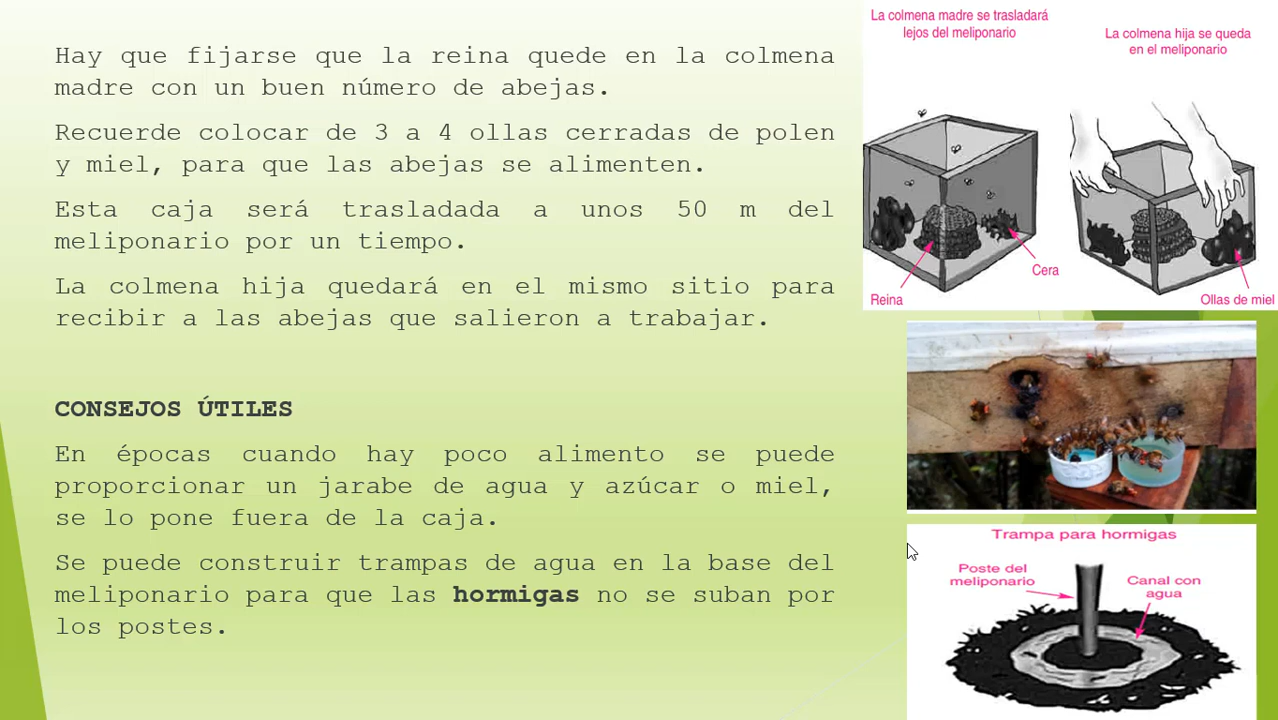 Hay que fijarse que la reina quede en la colmena
madre con un buen número de abejas.
Recuerde colocar de 3 a 4 ollas cerradas de polen
y miel, para que las abejas se alimenten.
Esta caja será trasladada a unos 50 m del
meliponario por un tiempo.
La colmena hija quedará en el mismo sitio para
recibir a las abejas que salieron a trabajar.
CONSEJOS ÚTILES
En épocas cuando hay poco alimento se puede
proporcionar un jarabe de agua y azúcar o miel,
se lo pone fuera de la caja.
Se puede construir trampas de agua en la base del
meliponario para que las hormigas no se suban por
los postes.
La colmena madre se trasladará
lejos del meliponario
La colmena hija se queda
en el meliponario
Cera
Reina
Ollas de miel
Trampa para hormigas
Poste del
meliponario
Canal con
agua